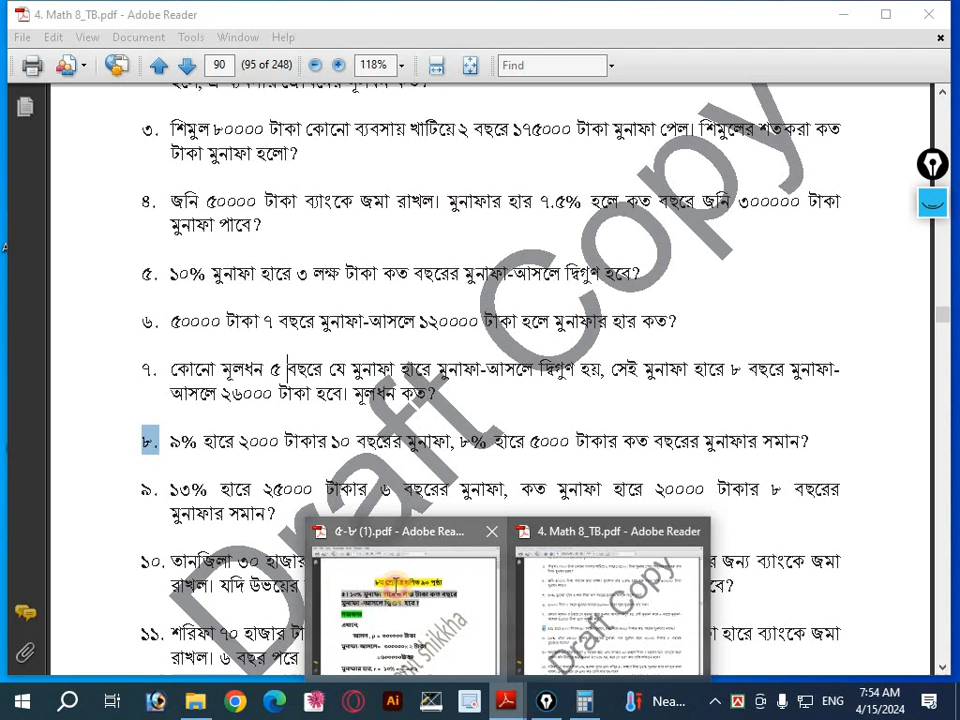 4. Math 8_TB.pdf - Adobe Reader
File Edit View Document Tools Window Help
90 (95 of 248) 118% Find
৩. শিমুল ৮০০০০ টাকা কোনো ব্যবসায় খাটিয়ে ২ বছরে ১৭৫০০০ টাকা মুনাফা পেল। শিমুলের শতকরা কত
টাকা মুনাফা হলো?
৪. জনি ৫০০০০ টাকা ব্যাংকে জমা রাখল। মুনাফার হার ৭.৫% হলে কত বছরে জনি ৩০০০০০ টাকা
মুনাফা পাবে?
৫. ১০% মুনাফা হারে ৩ লক্ষ টাকা কত বছরের মুনাফা-আসলে দ্বিগুণ হবে?
৬. ৫০০০০ টাকা ৭ বছরে মুনাফা-আসলে ১২০০০০ টাকা হলে মুনাফার হার কত?
৭. কোনো মূলধন ৫ বছরে যে মুনাফা হারে মুনাফা-আসলে দ্বিগুণ হয়, সেই মুনাফা হারে ৮ বছরে মুনাফা-
আসলে ২৬০০০ টাকা হবে। মূলধন কত?
৮. ৯% হারে ২০০০ টাকার ১০ বছরের মুনাফা, ৮% হারে ৫০০০ টাকার কত বছরের মুনাফার সমান?
৯. ১৩% হারে ২৫০০০ টাকার ৬ বছরের মুনাফা, কত মুনাফা হারে ২০০০০ টাকার ৮ বছরের
মুনাফার সমান?
৫-৮ (1).pdf - Adobe Rea... 4. Math 8_TB.pdf - Adobe Reader
১০. তানজিলা ৩০ হাজার জন্য ব্যাংকে জমা
রাখল। যদি উভয়ের
১১. শরিফা ৭০ হাজার হারে ব্যাংকে জমা
রাখল। ৬ বছর পরে
Draft Copy
Nea... ENG 7:54 AM
4/15/2024